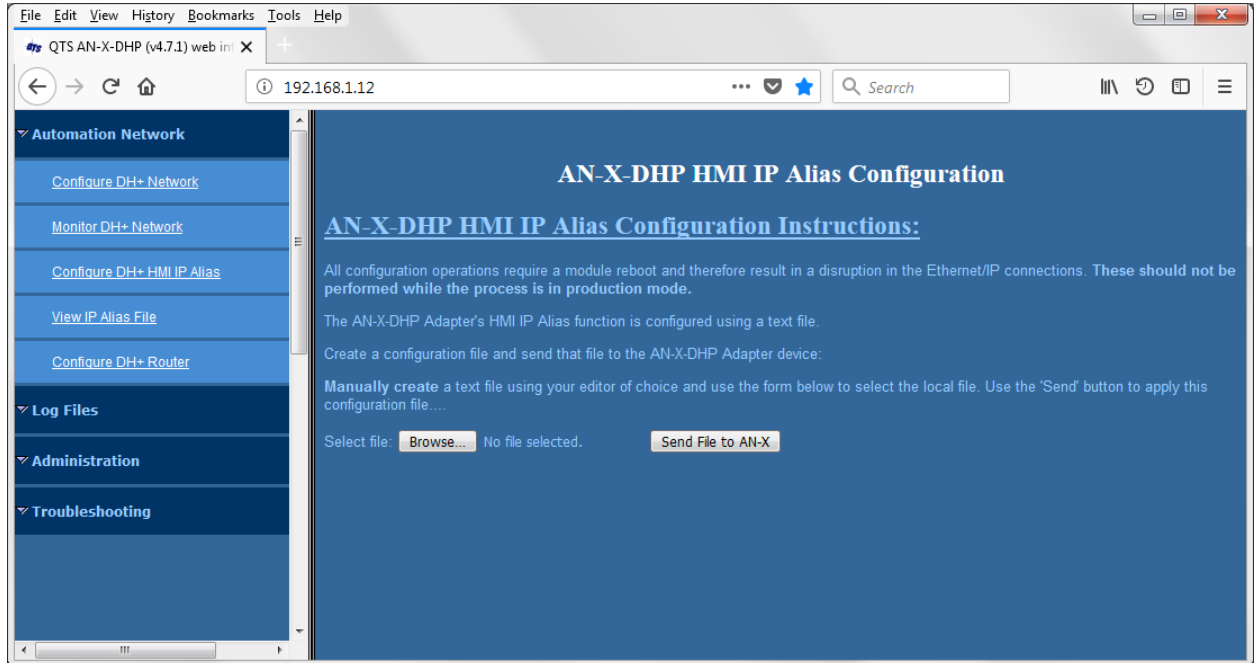 File Edit View History Bookmarks Tools Help
QTS AN-X-DHP (v4.7.1) web int
192.168.1.12
Search
Automation Network
Configure DH+ Network
Monitor DH+ Network
Configure DH+ HMI IP Alias
View IP Alias File
Configure DH+ Router
Log Files
Administration
Troubleshooting
AN-X-DHP HMI IP Alias Configuration
AN-X-DHP HMI IP Alias Configuration Instructions:
All configuration operations require a module reboot and therefore result in a disruption in the Ethernet/IP connections. These should not be
performed while the process is in production mode.
The AN-X-DHP Adapter's HMI IP Alias function is configured using a text file.
Create a configuration file and send that file to the AN-X-DHP Adapter device:
Manually create a text file using your editor of choice and use the form below to select the local file. Use the 'Send' button to apply this
configuration file....
Select file: Browse... No file selected. Send File to AN-X